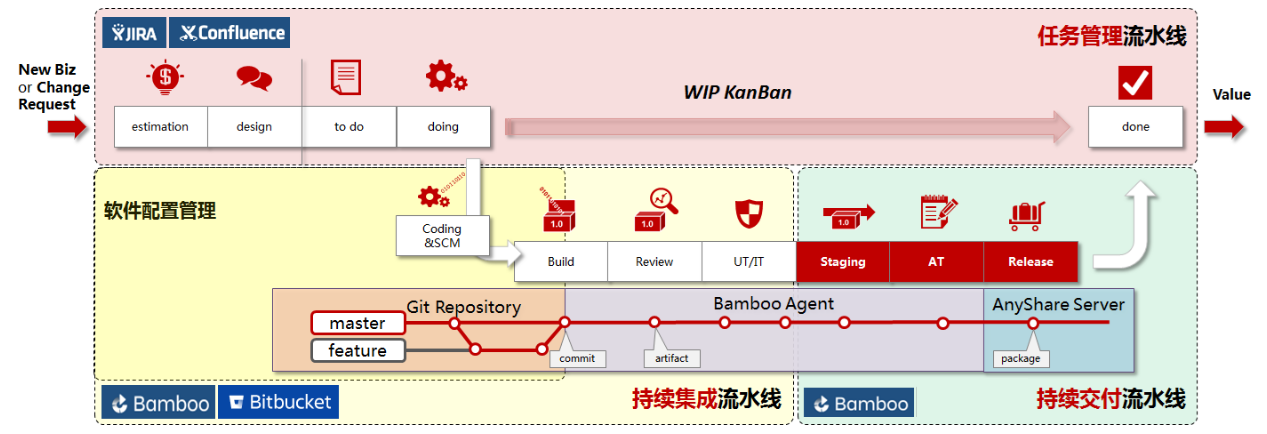 JIRA
Confluence
任务管理流水线
New Biz
or Change
Request
WIP KanBan
Value
estimation
design
to do
doing
done
软件配置管理
010110010
Coding
&SCM
1.0
1.0
1.0
Build
Review
UT/IT
Staging
AT
Release
Git Repository
Bamboo Agent
AnyShare Server
master
feature
commit
artifact
package
Bamboo
Bitbucket
持续集成流水线
Bamboo
持续交付流水线